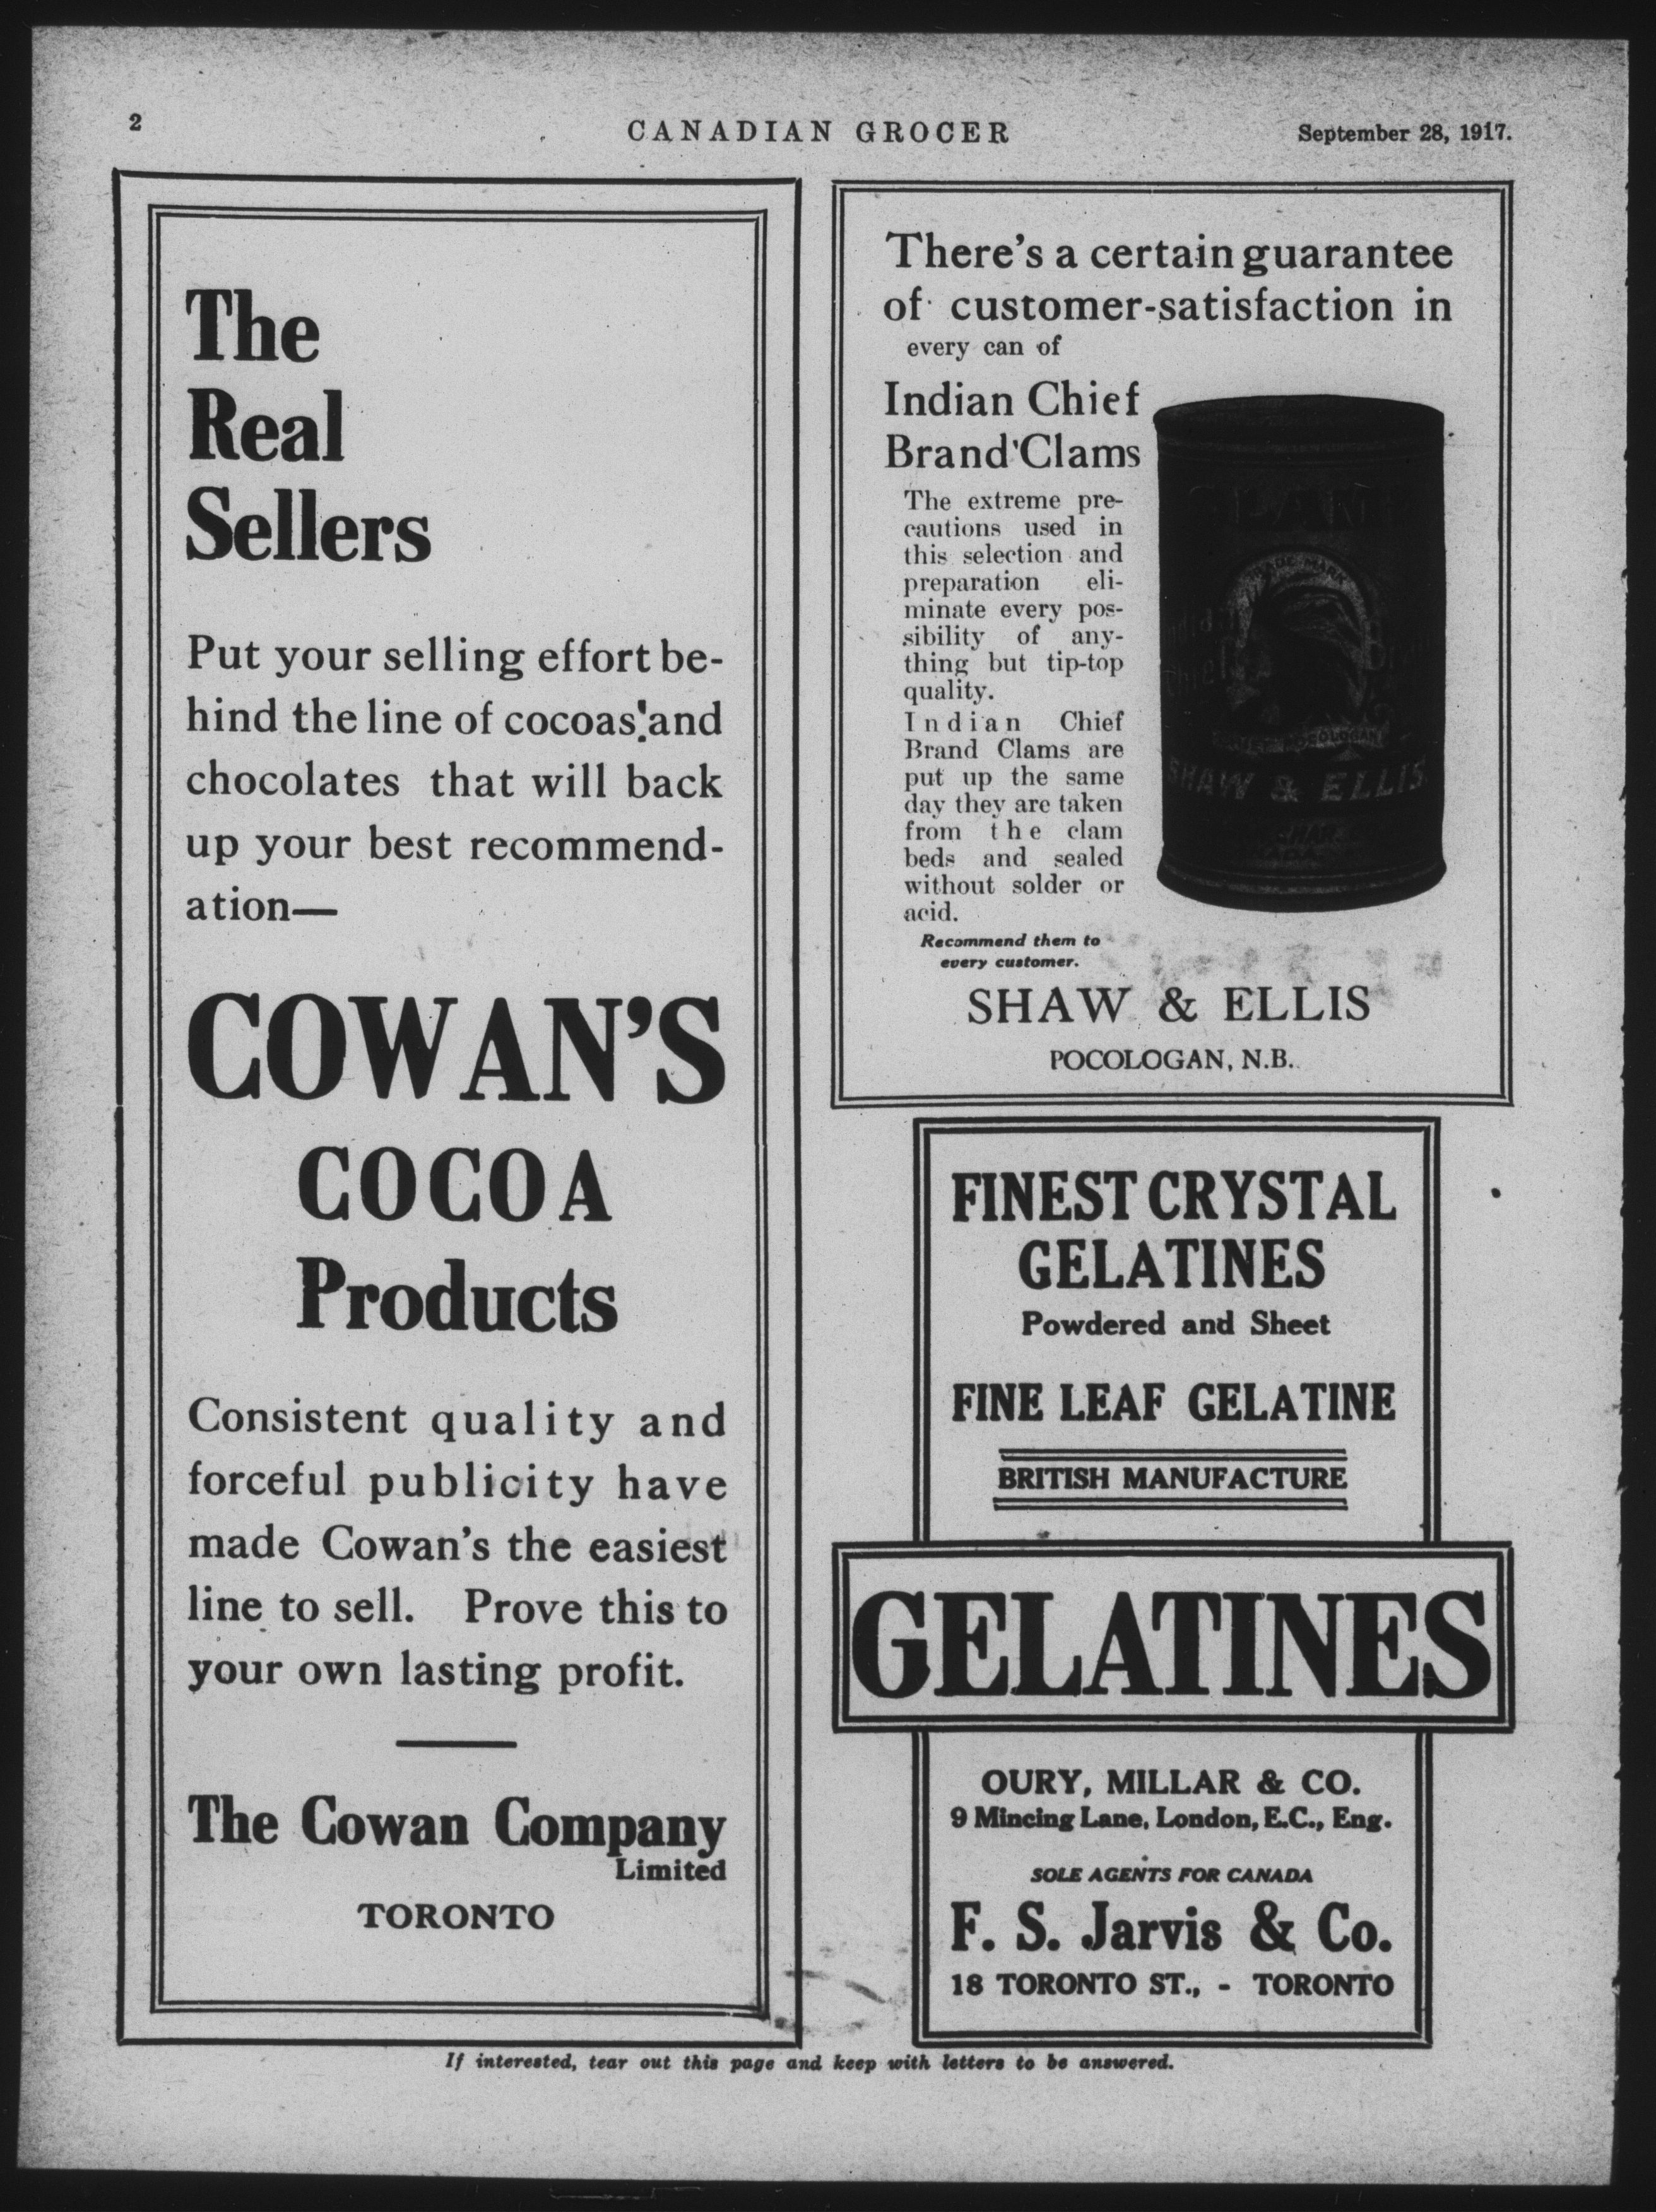 2
CANADIAN GROCER
September 28, 1917.
The
Real
Sellers
Put your selling effort be-
hind the line of cocoas and
chocolates that will back
up your best recommend-
ation—
COWAN'S
COCOA
Products
Consistent quality and
forceful publicity have
made Cowan's the easiest
line to sell. Prove this to
your own lasting profit.
The Cowan Company
Limited
TORONTO
There's a certain guarantee
of customer-satisfaction in
every can of
Indian Chief
Brand Clams
The extreme pre-
cautions used in
this selection and
preparation eli-
minate every pos-
sibility of any-
thing but tip-top
quality.
Indian Chief
Brand Clams are
put up the same
day they are taken
from the clam
beds and sealed
without solder or
acid.
Recommend them to
every customer.
TRADE MARK
SHAW & ELLIS
SHAW & ELLIS
POCOLOGAN, N.B.
FINEST CRYSTAL
GELATINES
Powdered and Sheet
FINE LEAF GELATINE
BRITISH MANUFACTURE
GELATINES
OURY, MILLAR & CO.
9 Mincing Lane, London, E.C., Eng.
SOLE AGENTS FOR CANADA
F. S. Jarvis & Co.
18 TORONTO ST., - TORONTO
If interested, tear out this page and keep with letters to be answered.